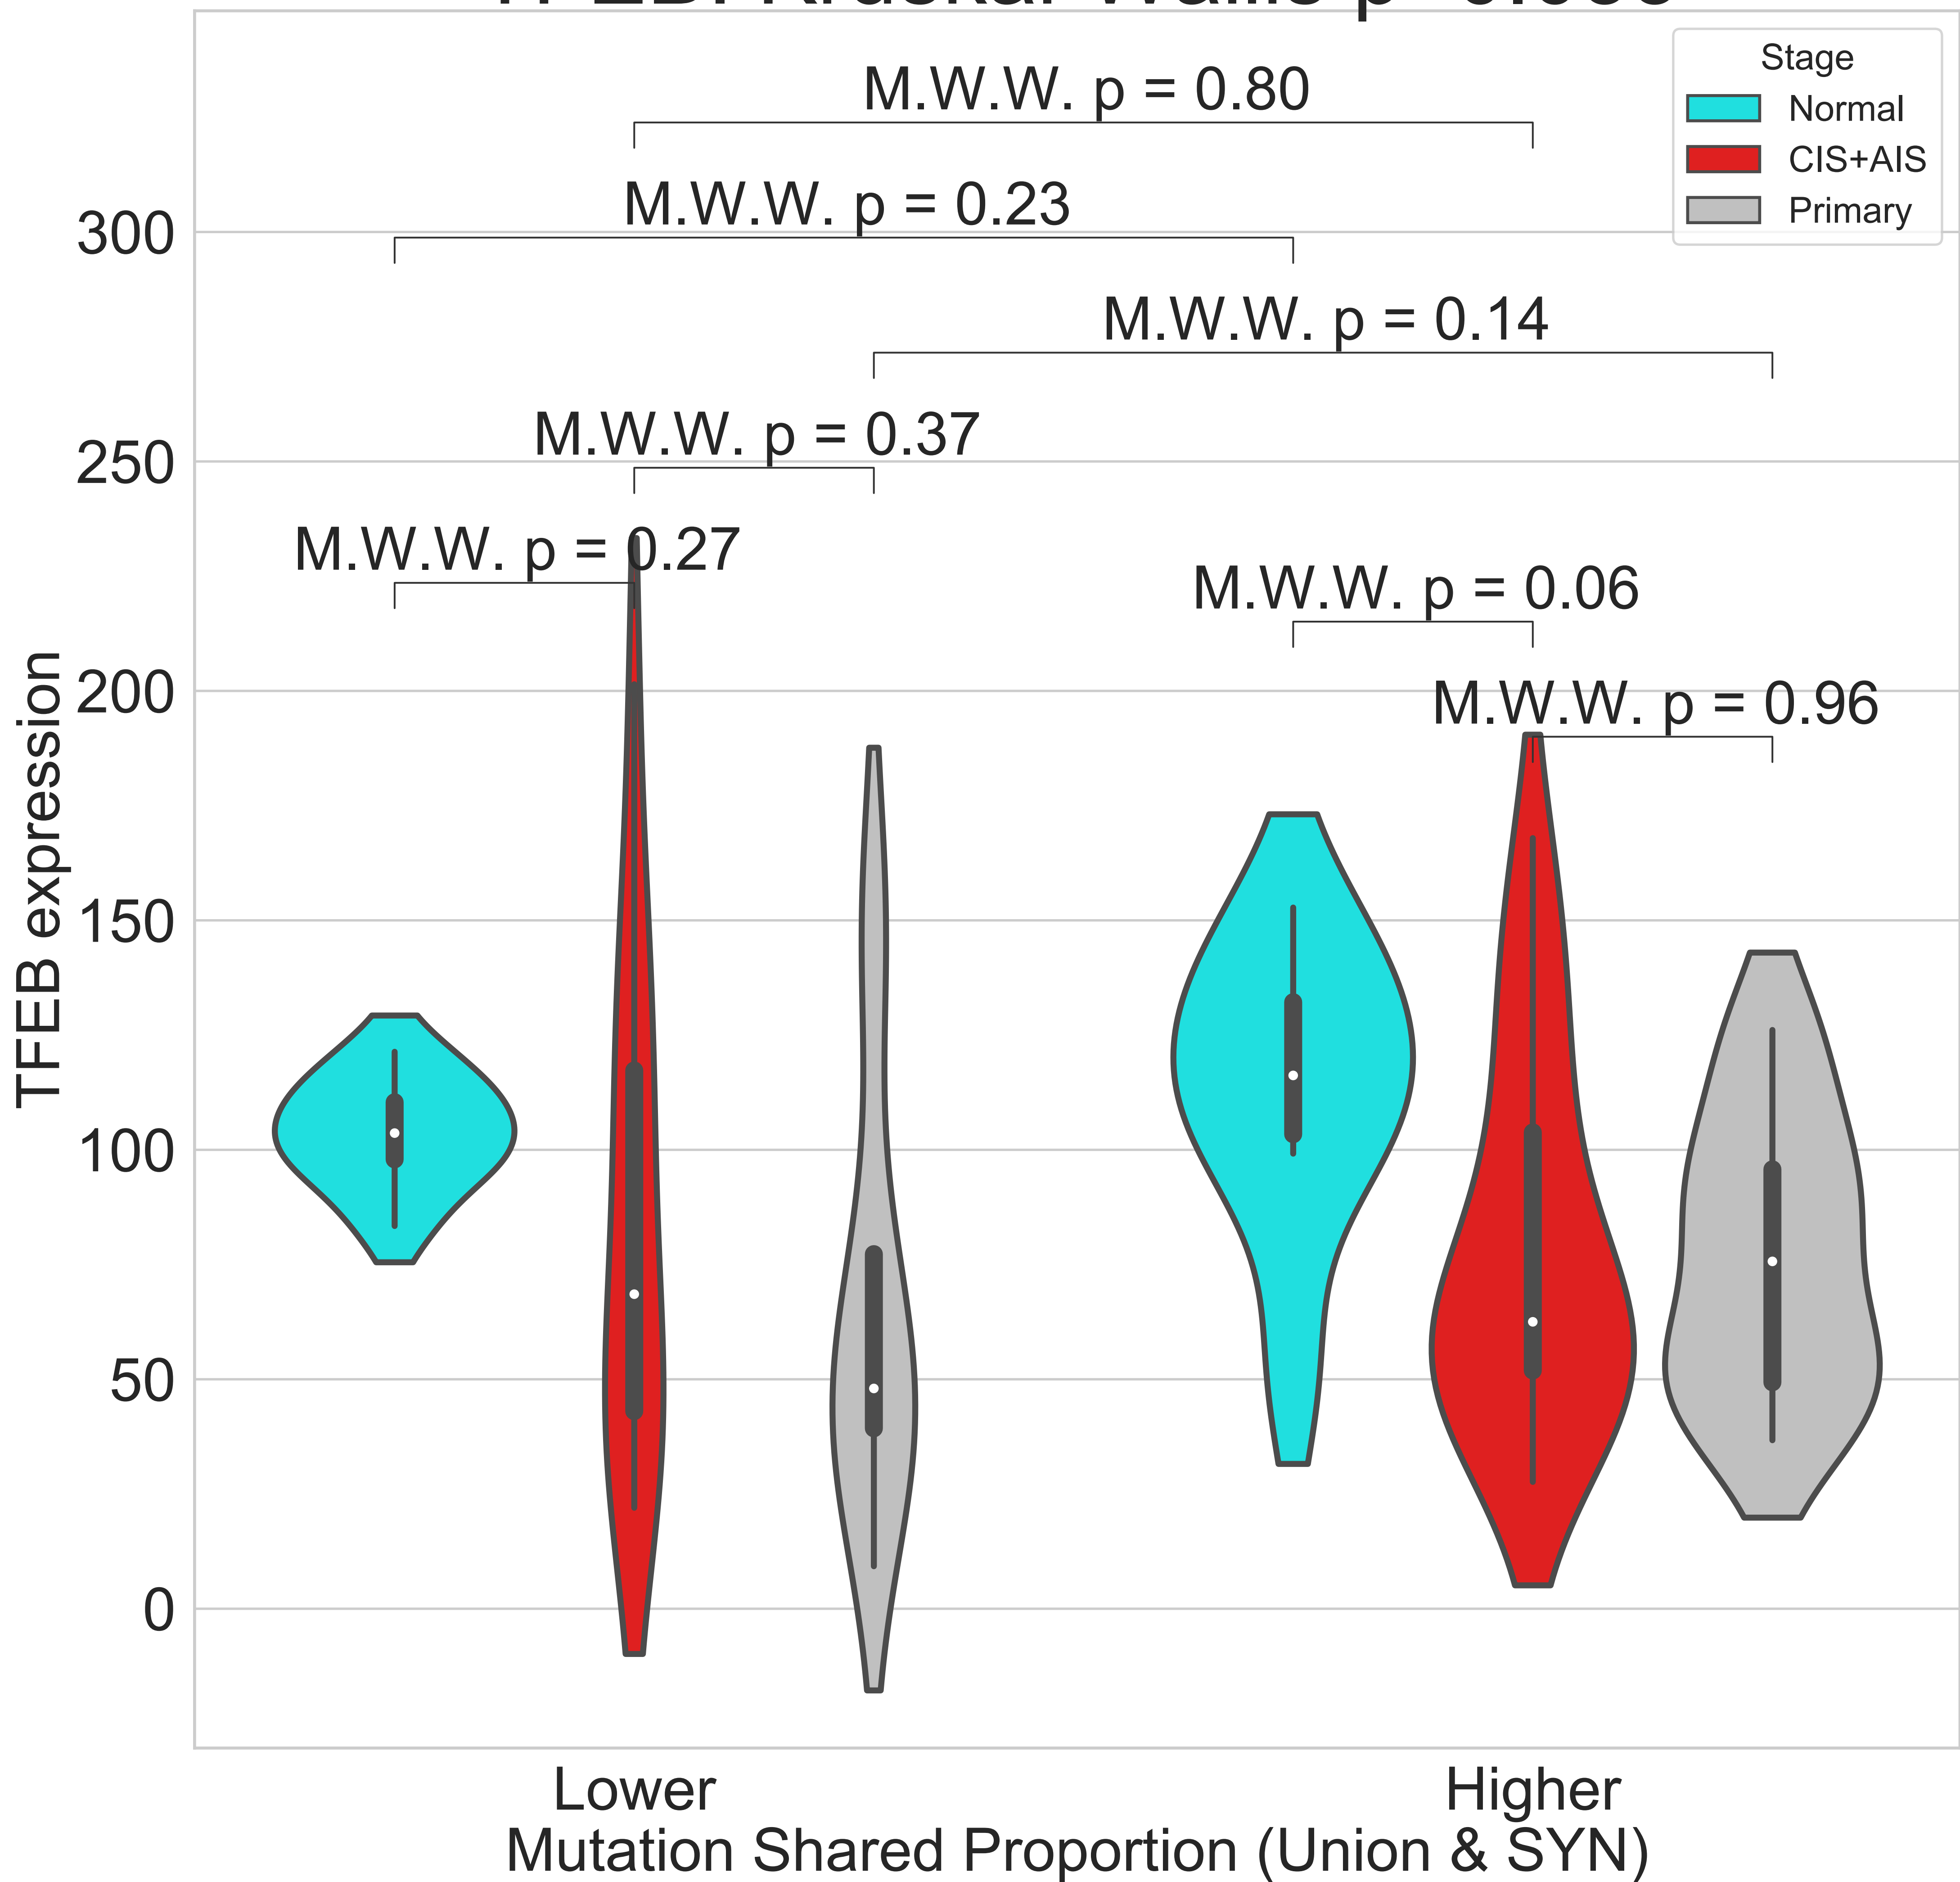 M.W.W. p = 0.80
Stage
Normal
CIS+AIS
Primary
M.W.W. p = 0.23
300
M.W.W. p = 0.14
M.W.W. p = 0.37
250
M.W.W. p = 0.27
M.W.W. p = 0.06
200
M.W.W. p = 0.96
TFEB expression
150
100
50
0
Lower
Higher
Mutation Shared Proportion (Union & SYN)